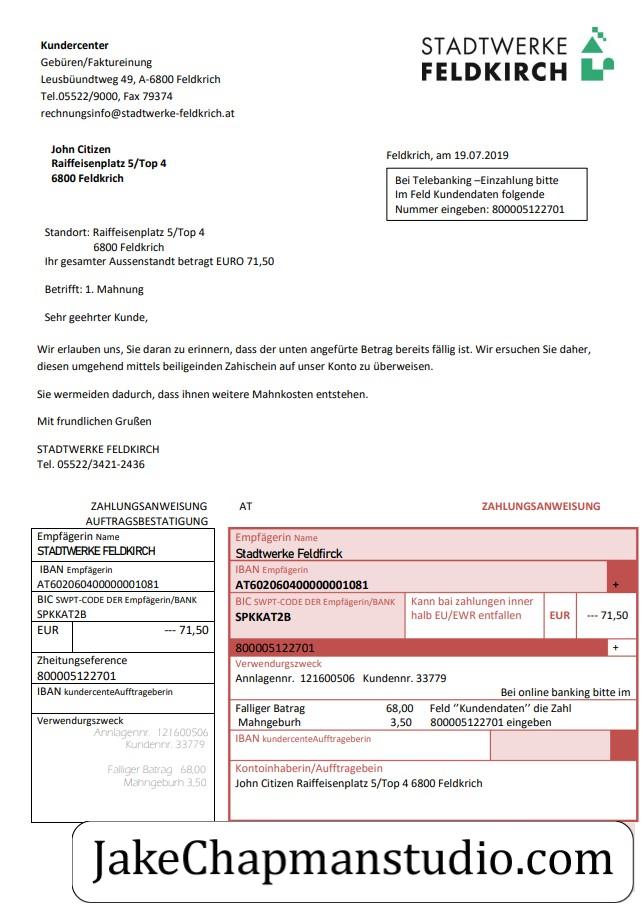 Kundercenter
Gebüren/Faktureinung
Leusbüundtweg 49, A-6800 Feldkrich
Tel.05522/9000, Fax 79374
rechnungsinfo@stadtwerke-feldkrich.at
STADTWERKE
FELDKIRCH
John Citizen
Raiffeisenplatz 5/Top 4
6800 Feldkrich
Feldkrich, am 19.07.2019
Bei Telebanking –Einzahlung bitte
Im Feld Kundendaten folgende
Nummer eingeben: 800005122701
Standort: Raiffeisenplatz 5/Top 4
6800 Feldkrich
Ihr gesamter Aussenstandt betragt EURO 71,50
Betrifft: 1. Mahnung
Sehr geehrter Kunde,
Wir erlauben uns, Sie daran zu erinnern, dass der unten angefürte Betrag bereits fällig ist. Wir ersuchen Sie daher,
diesen umgehend mittels beiligeinden Zahischein auf unser Konto zu überweisen.
Sie vermeiden dadurch, dass ihnen weitere Mahnkosten entstehen.
Mit frundlichen Grußen
STADTWERKE FELDKIRCH
Tel. 05522/3421-2436
ZAHLUNGSANWEISUNG
AUFTRAGSBESTATIGUNG
Empfägerin Name
STADTWERKE FELDKIRCH
IBAN Empfägerin
AT602060400000001081
BIC SWPT-CODE DER Empfägerin/BANK
SPKKAT2B
EUR --- 71,50
Zheitungseference
800005122701
IBAN kundercenteAufftrageberin
Verwendungszweck
Annlagennr. 121600506
Kundennr. 33779
Falliger Batrag 68,00
Mahngeburh 3,50
AT ZAHLUNGSANWEISUNG
Empfägerin Name
Stadtwerke Feldfirck
IBAN Empfägerin
AT602060400000001081 +
BIC SWPT-CODE DER Empfägerin/BANK
SPKKAT2B
Kann bai zahlungen inner
halb EU/EWR entfallen
EUR --- 71,50
800005122701 +
Verwendungszweck
Annlagennr. 121600506 Kundennr. 33779
Bei online banking bitte im
Falliger Batrag 68,00 Feld ‘’Kundendaten’’ die Zahl
Mahngeburh 3,50 800005122701 eingeben
IBAN kundercenteAufftrageberin
Kontoinhaberin/Aufftragebein
John Citizen Raiffeisenplatz 5/Top 4 6800 Feldkrich
JakeChapmanstudio.com